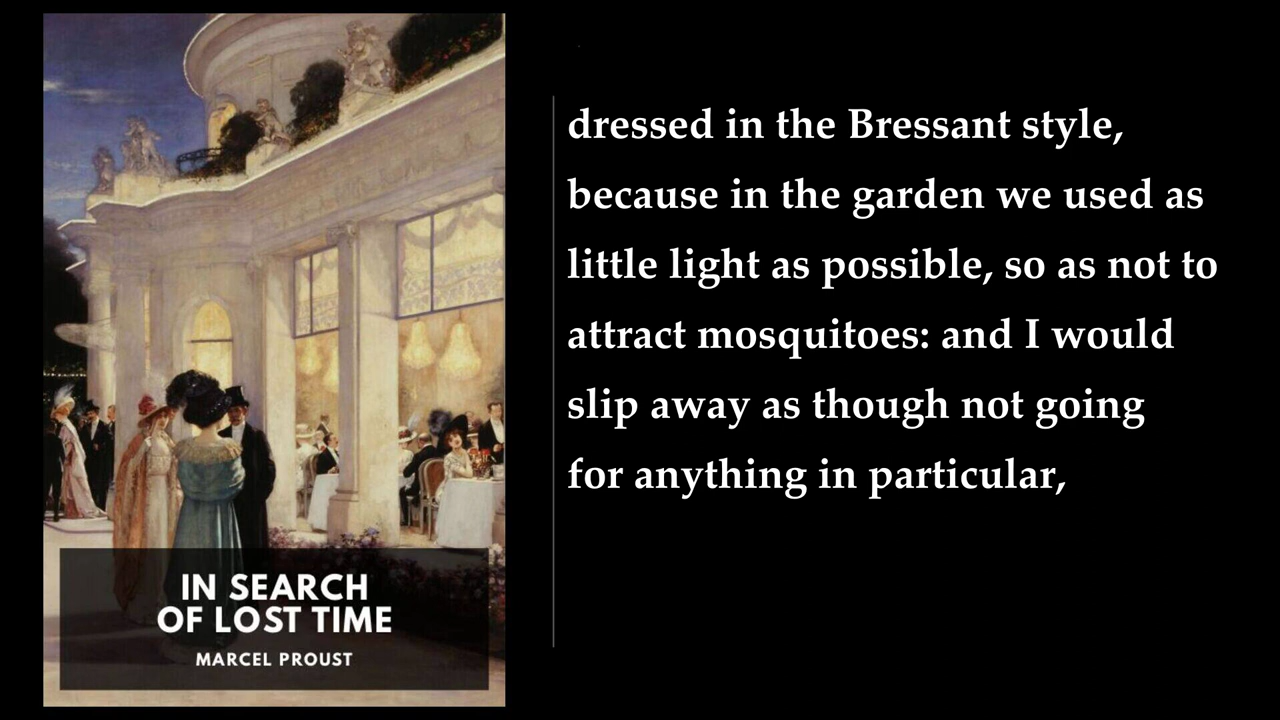 IN SEARCH
OF LOST TIME
MARCEL PROUST
dressed in the Bressant style,
because in the garden we used as
little light as possible, so as not to
attract mosquitoes: and I would
slip away as though not going
for anything in particular,